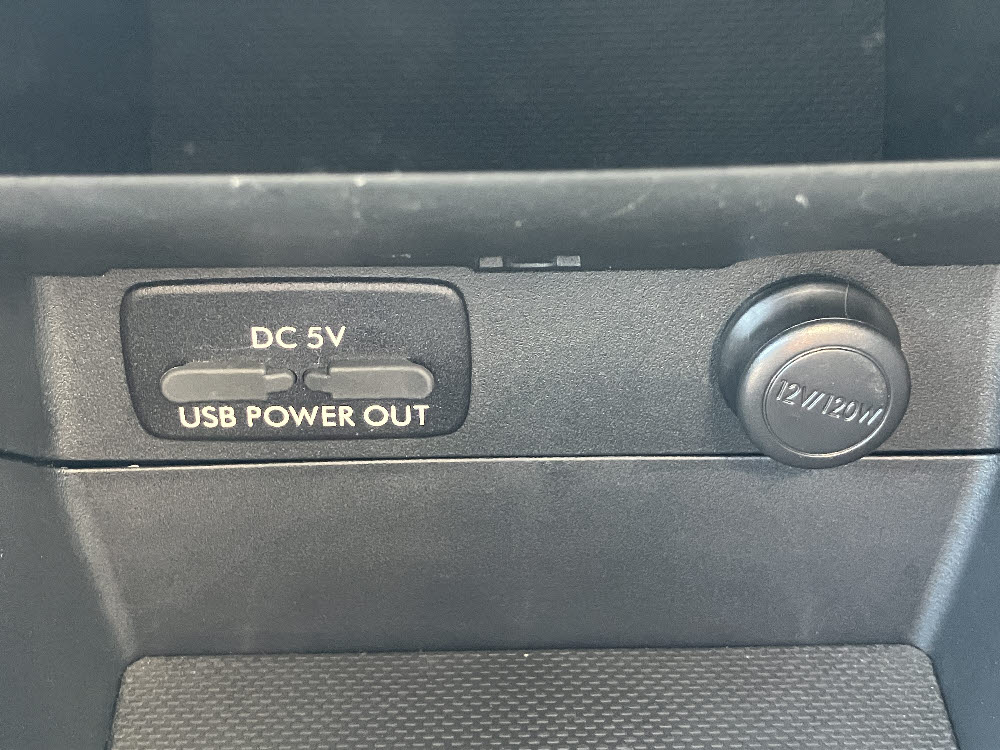 DC 5V
USB POWER OUT
12V/120W